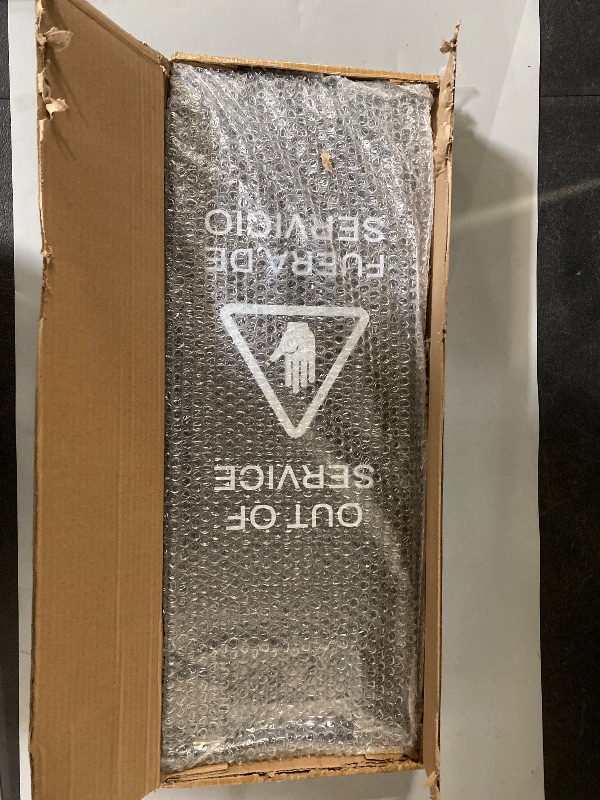 OUT OF
SERVICE
FUERA DE
SERVICIO